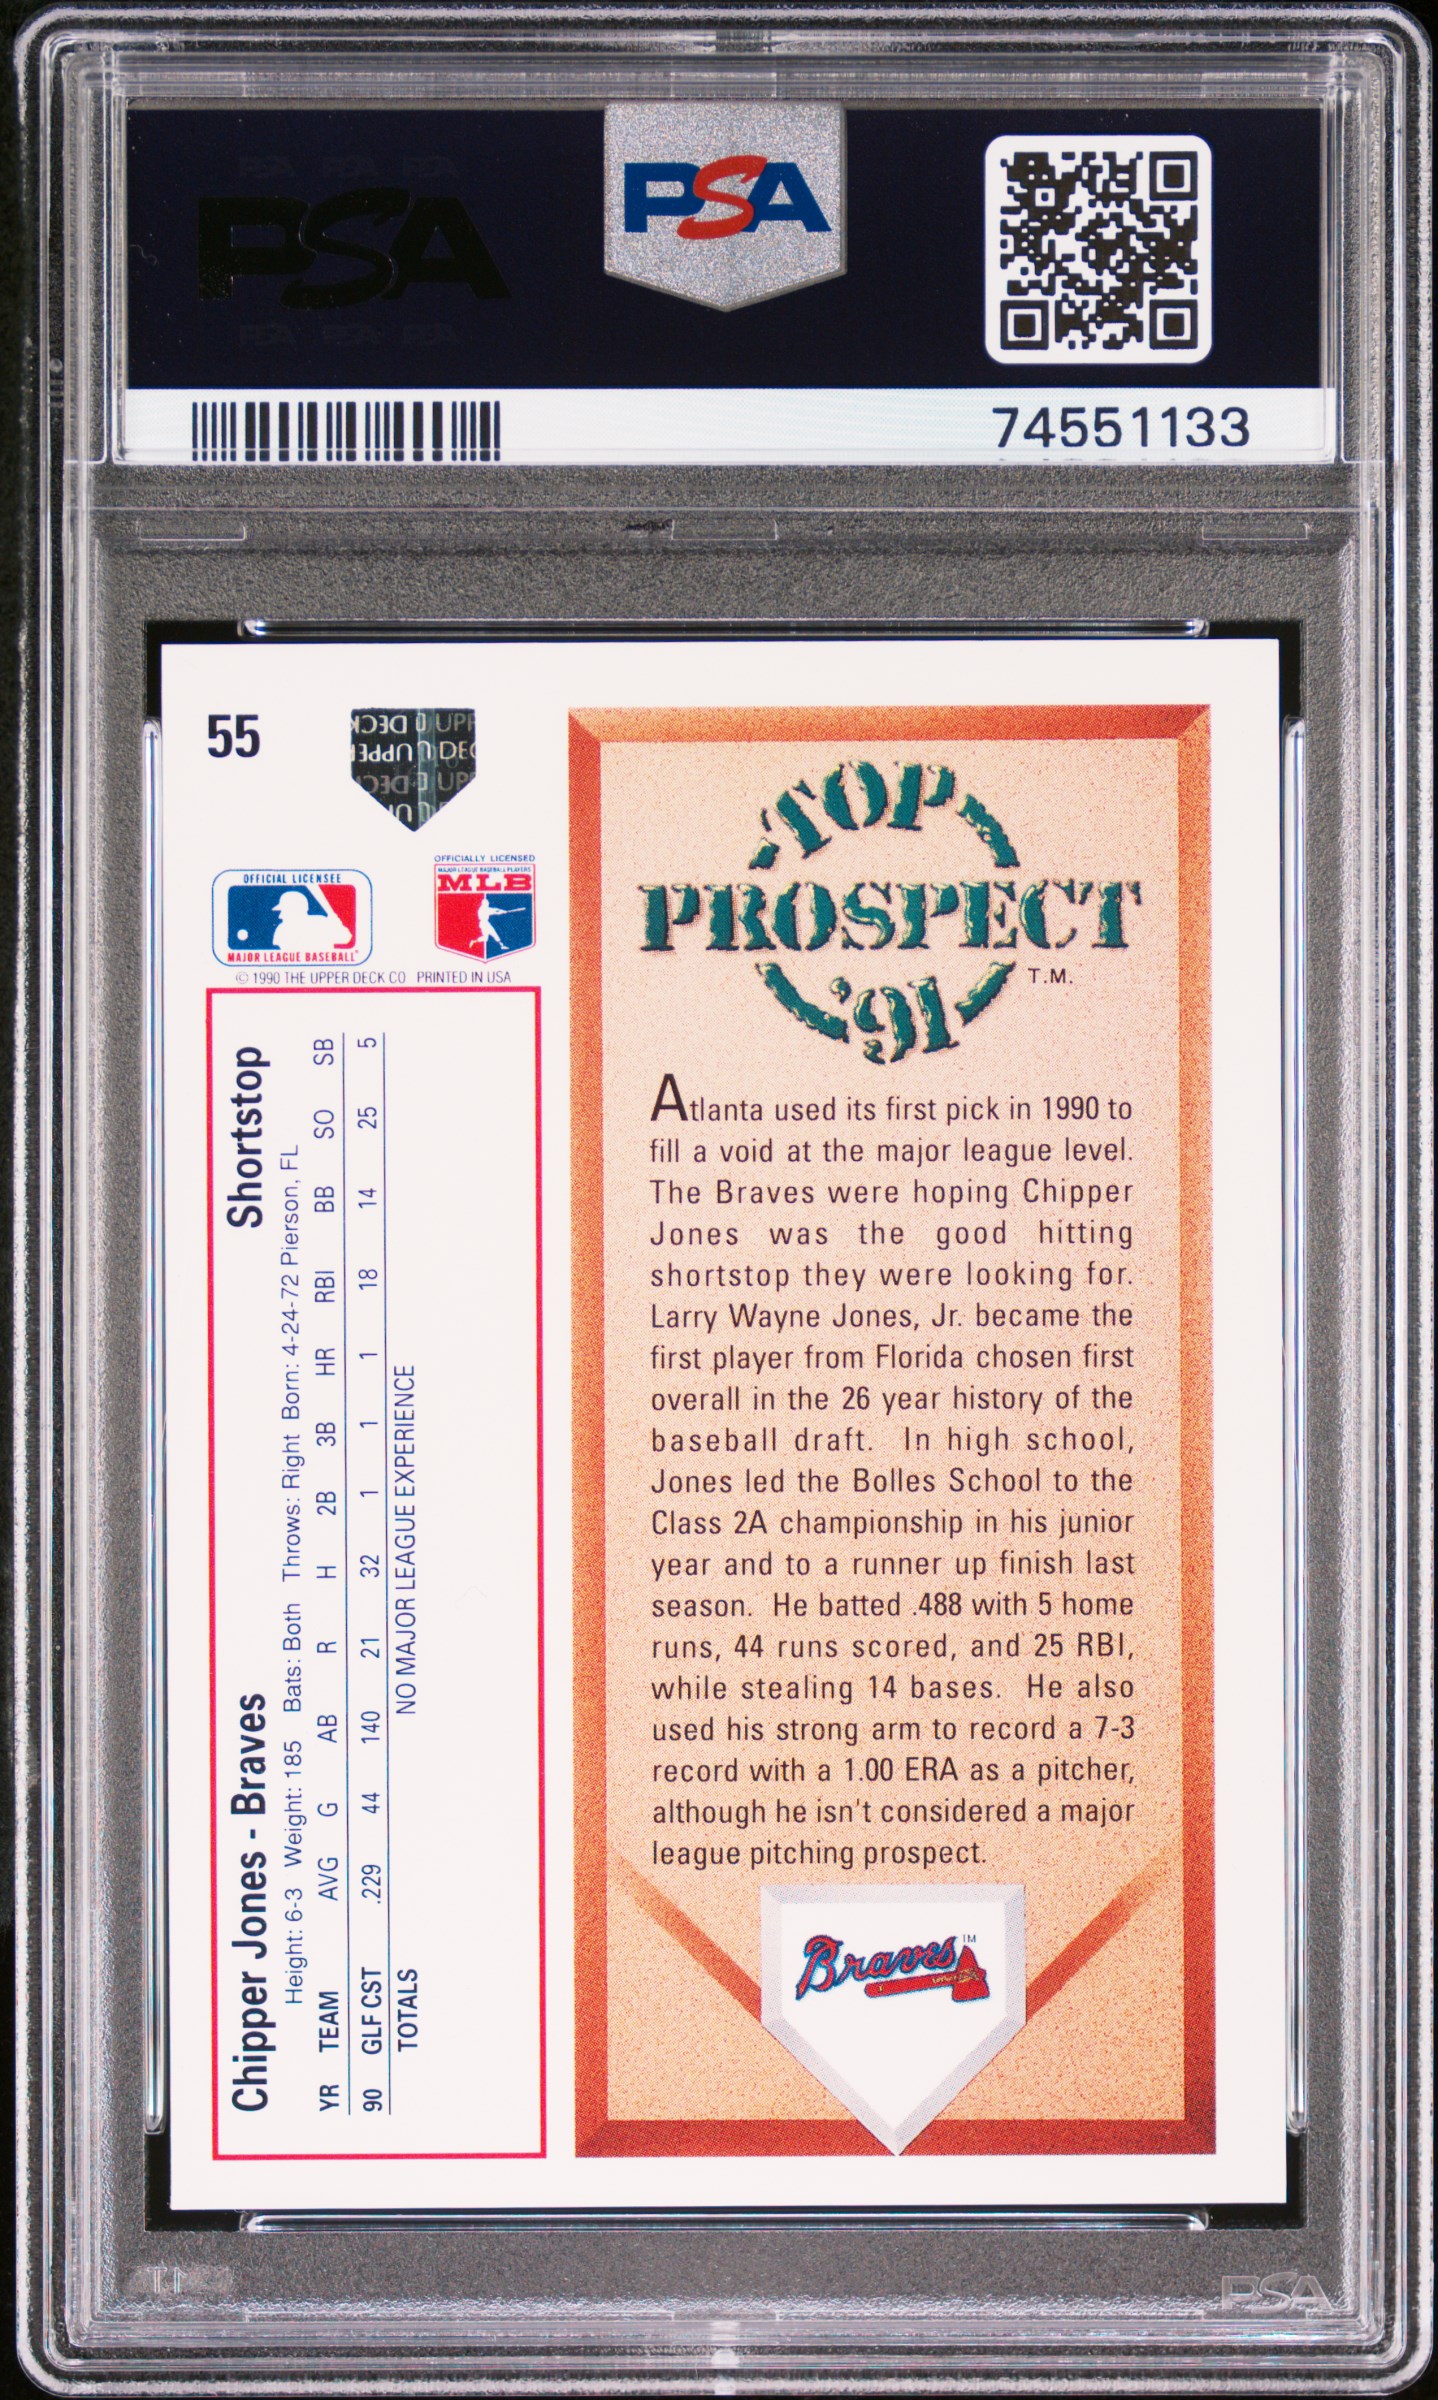 PSA
PSA
74551133
55
UPPER DECK
OFFICIAL LICENSEE
MAJOR LEAGUE BASEBALL
OFFICIALLY LICENSED
MAJOR LEAGUE BASEBALL PLAYERS
MLB
© 1990 THE UPPER DECK CO PRINTED IN USA
Chipper Jones - Braves Shortstop
Height: 6-3 Weight: 185 Bats: Both Throws: Right Born: 4-24-72 Pierson, FL
YR TEAM AVG G AB R H 2B 3B HR RBI BB SO SB
90 GLF CST .229 44 140 21 32 1 1 1 18 14 25 5
TOTALS NO MAJOR LEAGUE EXPERIENCE
TOP
PROSPECT
'91
T.M.
Atlanta used its first pick in 1990 to
fill a void at the major league level.
The Braves were hoping Chipper
Jones was the good hitting
shortstop they were looking for.
Larry Wayne Jones, Jr. became the
first player from Florida chosen first
overall in the 26 year history of the
baseball draft. In high school,
Jones led the Bolles School to the
Class 2A championship in his junior
year and to a runner up finish last
season. He batted .488 with 5 home
runs, 44 runs scored, and 25 RBI,
while stealing 14 bases. He also
used his strong arm to record a 7-3
record with a 1.00 ERA as a pitcher,
although he isn't considered a major
league pitching prospect.
Braves TM
PSA